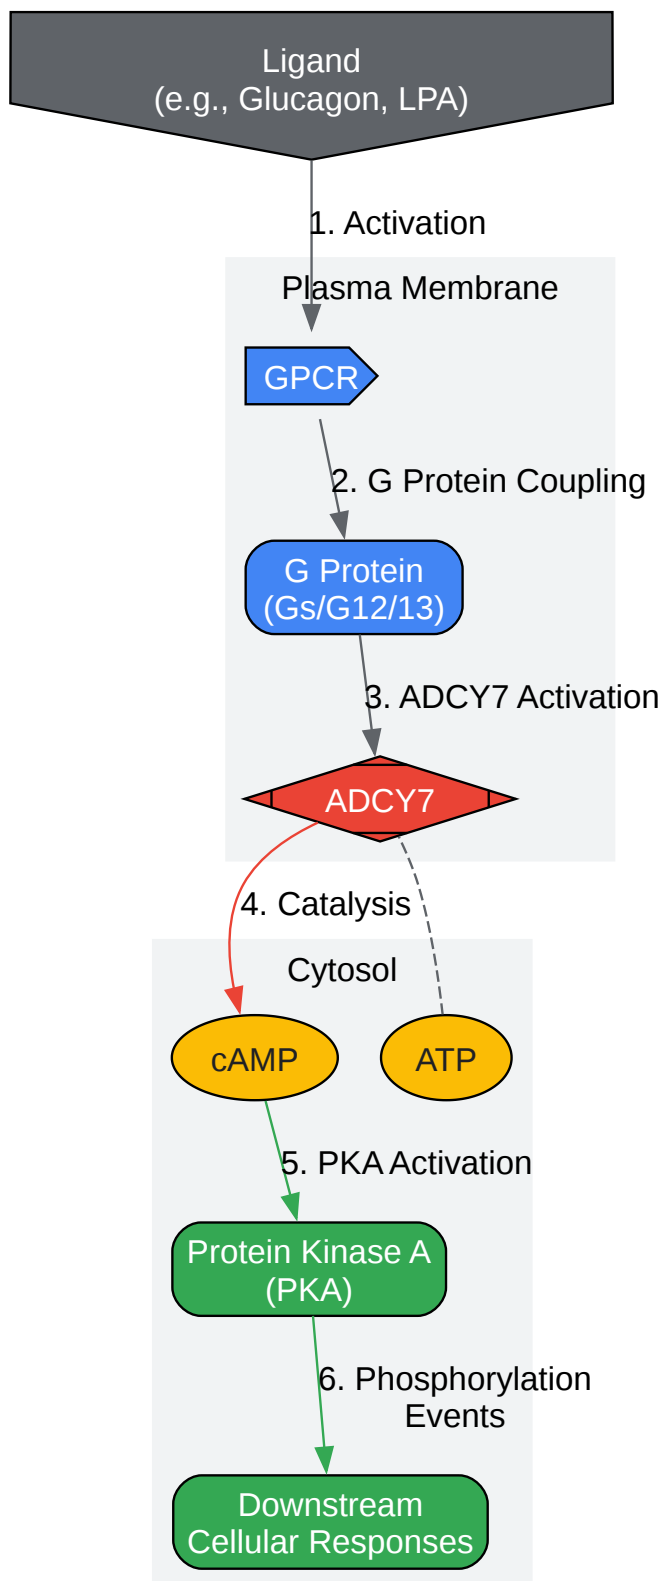 Ligand
(e.g., Glucagon, LPA)
1. Activation
Plasma Membrane
GPCR
2. G Protein Coupling
G Protein
(Gs/G12/13)
3. ADCY7 Activation
ADCY7
4. Catalysis
Cytosol
cAMP
ATP
5. PKA Activation
Protein Kinase A
(PKA)
6. Phosphorylation
Events
Downstream
Cellular Responses